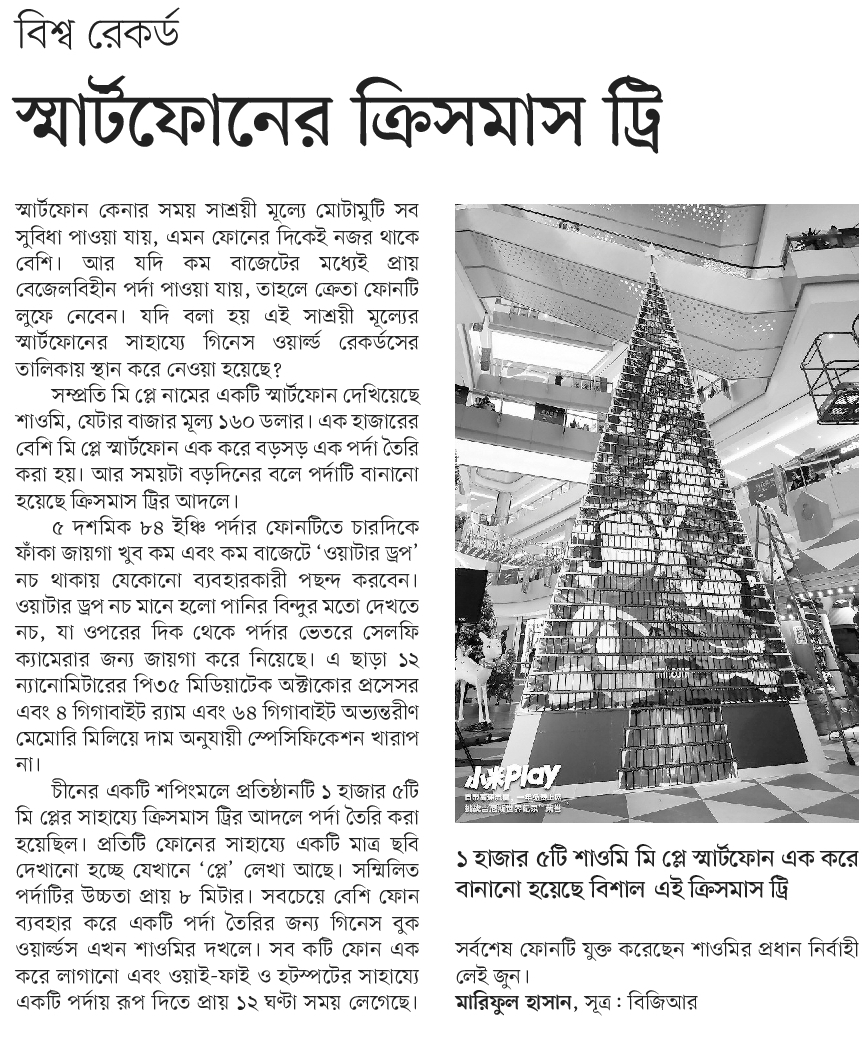 বিশ্ব রেকর্ড
স্মার্টফোনের ক্রিসমাস ট্রি
স্মার্টফোন কেনার সময় সাশ্রয়ী মূল্যে মোটামুটি সব
সুবিধা পাওয়া যায়, এমন ফোনের দিকেই নজর থাকে
বেশি। আর যদি কম বাজেটের মধ্যেই প্রায়
বেজেলবিহীন পর্দা পাওয়া যায়, তাহলে ক্রেতা ফোনটি
লুফে নেবেন। যদি বলা হয় এই সাশ্রয়ী মূল্যের
স্মার্টফোনের সাহায্যে গিনেস ওয়ার্ল্ড রেকর্ডসের
তালিকায় স্থান করে নেওয়া হয়েছে?
সম্প্রতি মি প্লে নামের একটি স্মার্টফোন দেখিয়েছে
শাওমি, যেটার বাজার মূল্য ১৬০ ডলার। এক হাজারের
বেশি মি প্লে স্মার্টফোন এক করে বড়সড় এক পর্দা তৈরি
করা হয়। আর সময়টা বড়দিনের বলে পর্দাটি বানানো
হয়েছে ক্রিসমাস ট্রির আদলে।
৫ দশমিক ৮৪ ইঞ্চি পর্দার ফোনটিতে চারদিকে
ফাঁকা জায়গা খুব কম এবং কম বাজেটে ‘ওয়াটার ড্রপ’
নচ থাকায় যেকোনো ব্যবহারকারী পছন্দ করবেন।
ওয়াটার ড্রপ নচ মানে হলো পানির বিন্দুর মতো দেখতে
নচ, যা ওপরের দিক থেকে পর্দার ভেতরে সেলফি
ক্যামেরার জন্য জায়গা করে নিয়েছে। এ ছাড়া ১২
ন্যানোমিটারের পি৩৫ মিডিয়াটেক অক্টাকোর প্রসেসর
এবং ৪ গিগাবাইট র‍্যাম এবং ৬৪ গিগাবাইট অভ্যন্তরীণ
মেমোরি মিলিয়ে দাম অনুযায়ী স্পেসিফিকেশন খারাপ
না।
চীনের একটি শপিংমলে প্রতিষ্ঠানটি ১ হাজার ৫টি
মি প্লের সাহায্যে ক্রিসমাস ট্রির আদলে পর্দা তৈরি করা
হয়েছিল। প্রতিটি ফোনের সাহায্যে একটি মাত্র ছবি
দেখানো হচ্ছে যেখানে ‘প্লে’ লেখা আছে। সম্মিলিত
পর্দাটির উচ্চতা প্রায় ৮ মিটার। সবচেয়ে বেশি ফোন
ব্যবহার করে একটি পর্দা তৈরির জন্য গিনেস বুক
ওয়ার্ল্ডস এখন শাওমির দখলে। সব কটি ফোন এক
করে লাগানো এবং ওয়াই-ফাই ও হটস্পটের সাহায্যে
একটি পর্দায় রূপ দিতে প্রায় ১২ ঘণ্টা সময় লেগেছে।
小米Play
১ হাজার ৫টি শাওমি মি প্লে স্মার্টফোন এক করে
বানানো হয়েছে বিশাল এই ক্রিসমাস ট্রি
সর্বশেষ ফোনটি যুক্ত করেছেন শাওমির প্রধান নির্বাহী
লেই জুন।
মারিফুল হাসান, সূত্র : বিজিআর